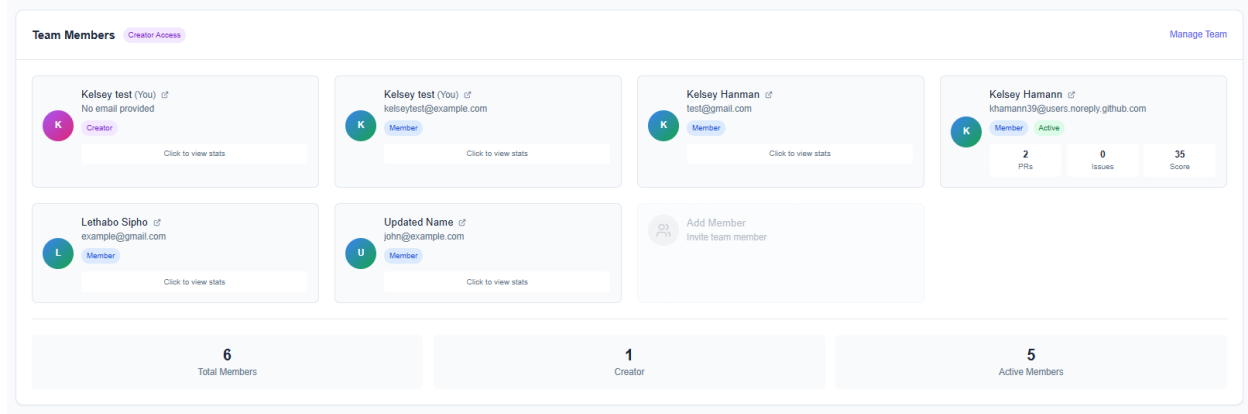 Team Members Creator Access Manage Team
K
Kelsey test (You)
No email provided
Creator
Click to view stats
K
Kelsey test (You)
kelseytest@example.com
Member
Click to view stats
K
Kelsey Hanman
test@gmail.com
Member
Click to view stats
K
Kelsey Hamann
khamann39@users.noreply.github.com
Member Active
2 0 35
PRs Issues Score
L
Lethabo Sipho
example@gmail.com
Member
Click to view stats
U
Updated Name
john@example.com
Member
Click to view stats
Add Member
Invite team member
6
Total Members
1
Creator
5
Active Members